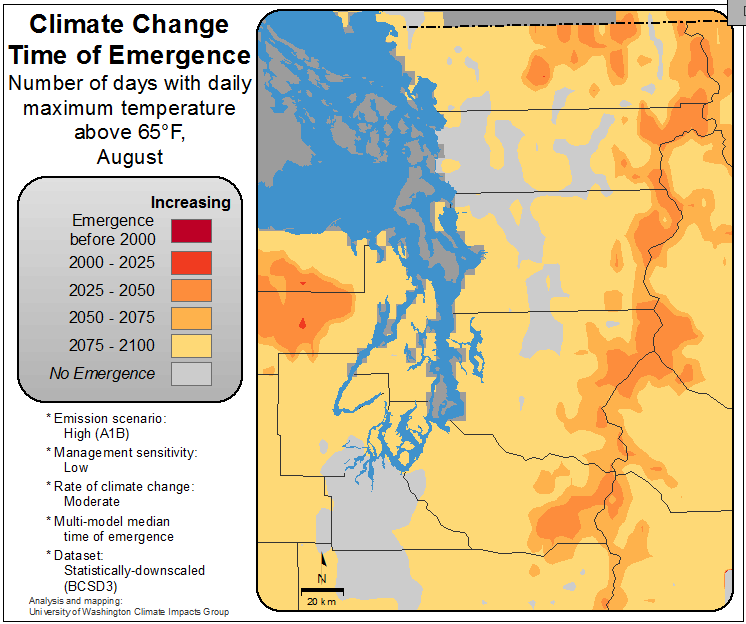 Climate Change
Time of Emergence
Number of days with daily
maximum temperature
above 65°F,
August
Increasing
Emergence
before 2000
2000 - 2025
2025 - 2050
2050 - 2075
2075 - 2100
No Emergence
* Emission scenario:
High (A1B)
* Management sensitivity:
Low
* Rate of climate change:
Moderate
* Multi-model median
time of emergence
* Dataset:
Statistically-downscaled
(BCSD3)
Analysis and mapping:
University of Washington Climate Impacts Group
N
20 km